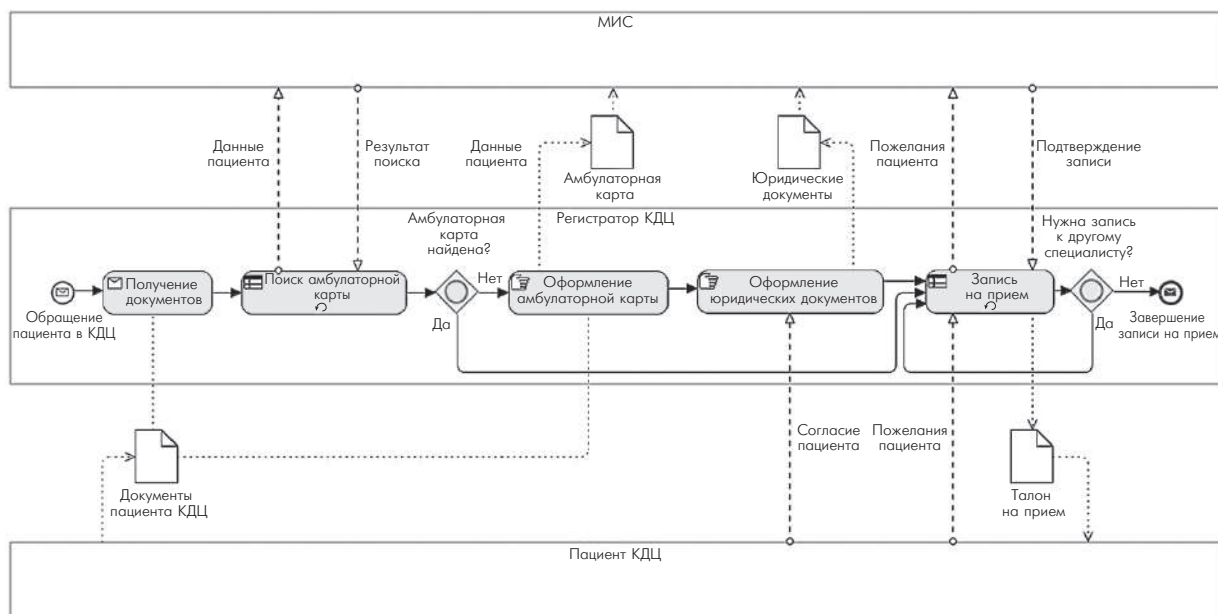 МИС
Данные
пациента
Результат
поиска
Данные
пациента
Амбулаторная
карта
Юридические
документы
Пожелания
пациента
Подтверждение
записи
Регистратор КДЦ
Амбулаторная
карта
найдена?
Нужна запись
к другому
специалисту?
Обращение
пациента в КДЦ
Получение
документов
Поиск амбулаторной
карты
Нет
Да
Оформление
амбулаторной карты
Оформление
юридических документов
Запись
на прием
Нет
Да
Завершение
записи на прием
Согласие
пациента
Пожелания
пациента
Документы
пациента КДЦ
Талон
на прием
Пациент КДЦ